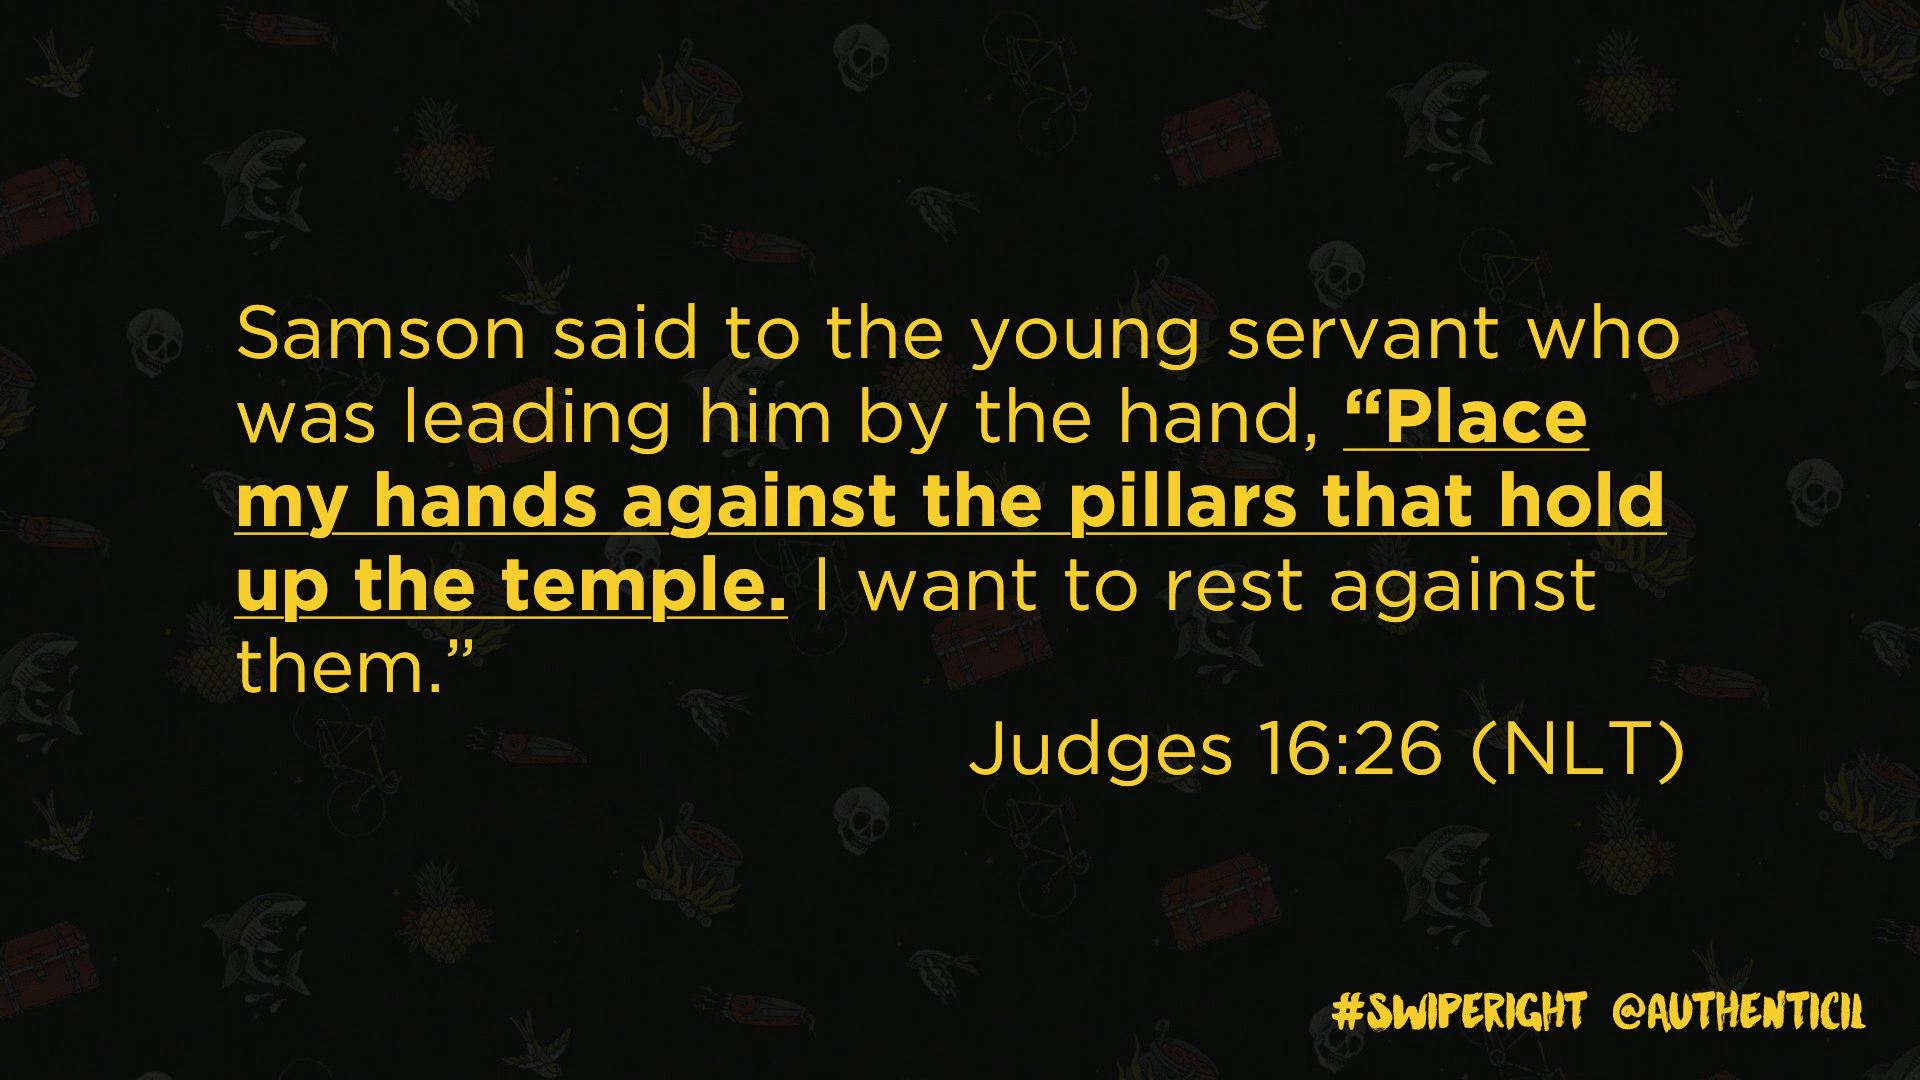 Samson said to the young servant who
was leading him by the hand, “Place
my hands against the pillars that hold
up the temple. I want to rest against
them.”
Judges 16:26 (NLT)
#SWIPERIGHT @AUTHENTICIL